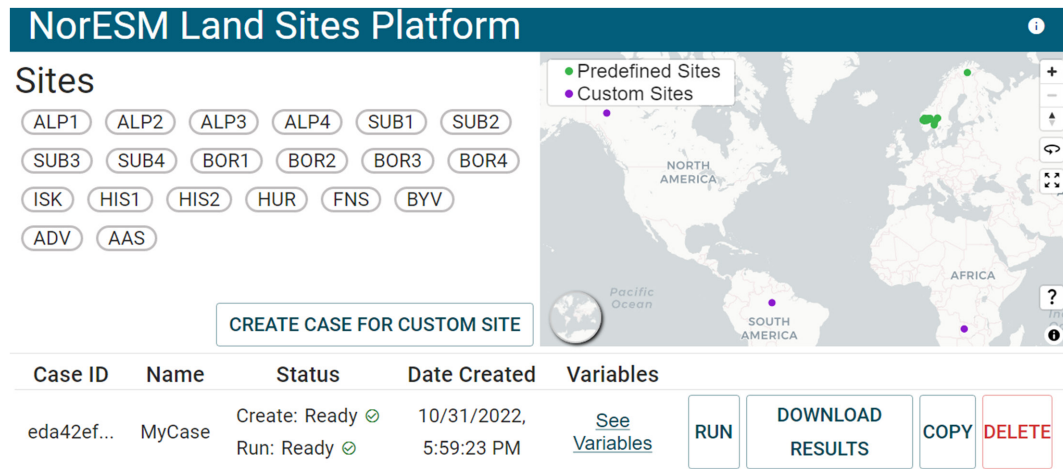 NorESM Land Sites Platform
Sites
ALP1 ALP2 ALP3 ALP4 SUB1 SUB2
SUB3 SUB4 BOR1 BOR2 BOR3 BOR4
ISK HIS1 HIS2 HUR FNS BYV
ADV AAS
CREATE CASE FOR CUSTOM SITE
Predefined Sites
Custom Sites
NORTH
AMERICA
AFRICA
Pacific
Ocean
SOUTH
AMERICA
?
Case ID Name Status Date Created Variables
eda42ef... MyCase Create: Ready 10/31/2022, See
Run: Ready 5:59:23 PM Variables
RUN DOWNLOAD COPY DELETE
RESULTS